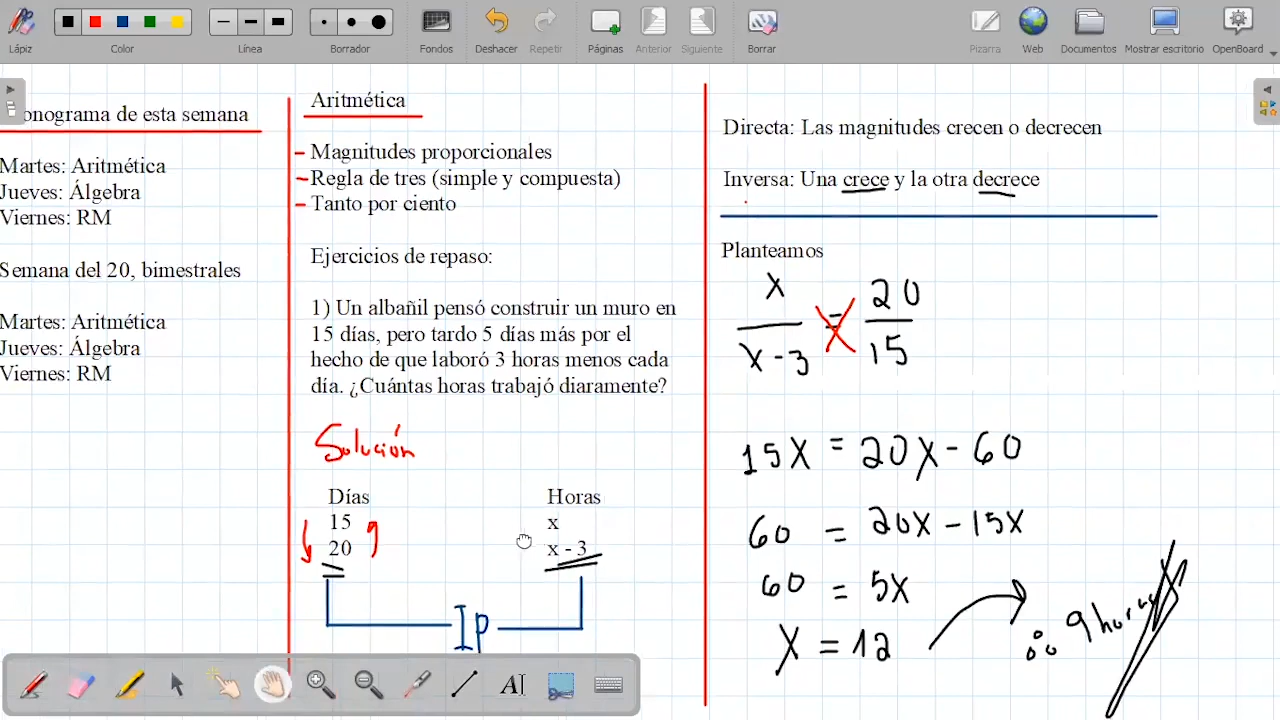 Lápiz
Color
Línea
Borrador
Fondos
Deshacer
Repetir
Páginas
Anterior
Siguiente
Borrar
Pizarra
Web
Documentos
Mostrar escritorio
OpenBoard
onograma de esta semana
Martes: Aritmética
Jueves: Álgebra
Viernes: RM
Semana del 20, bimestrales
Martes: Aritmética
Jueves: Álgebra
Viernes: RM
Aritmética
- Magnitudes proporcionales
- Regla de tres (simple y compuesta)
- Tanto por ciento
Ejercicios de repaso:
1) Un albañil pensó construir un muro en
15 días, pero tardo 5 días más por el
hecho de que laboró 3 horas menos cada
día. ¿Cuántas horas trabajó diaramente?
Solución
Días Horas
15 x
20 x - 3
Ip
Directa: Las magnitudes crecen o decrecen
Inversa: Una crece y la otra decrece
Planteamos
x / x - 3 = 20 / 15
15x = 20x - 60
60 = 20x - 15x
60 = 5x
x = 12
∴ 9 horas
AI